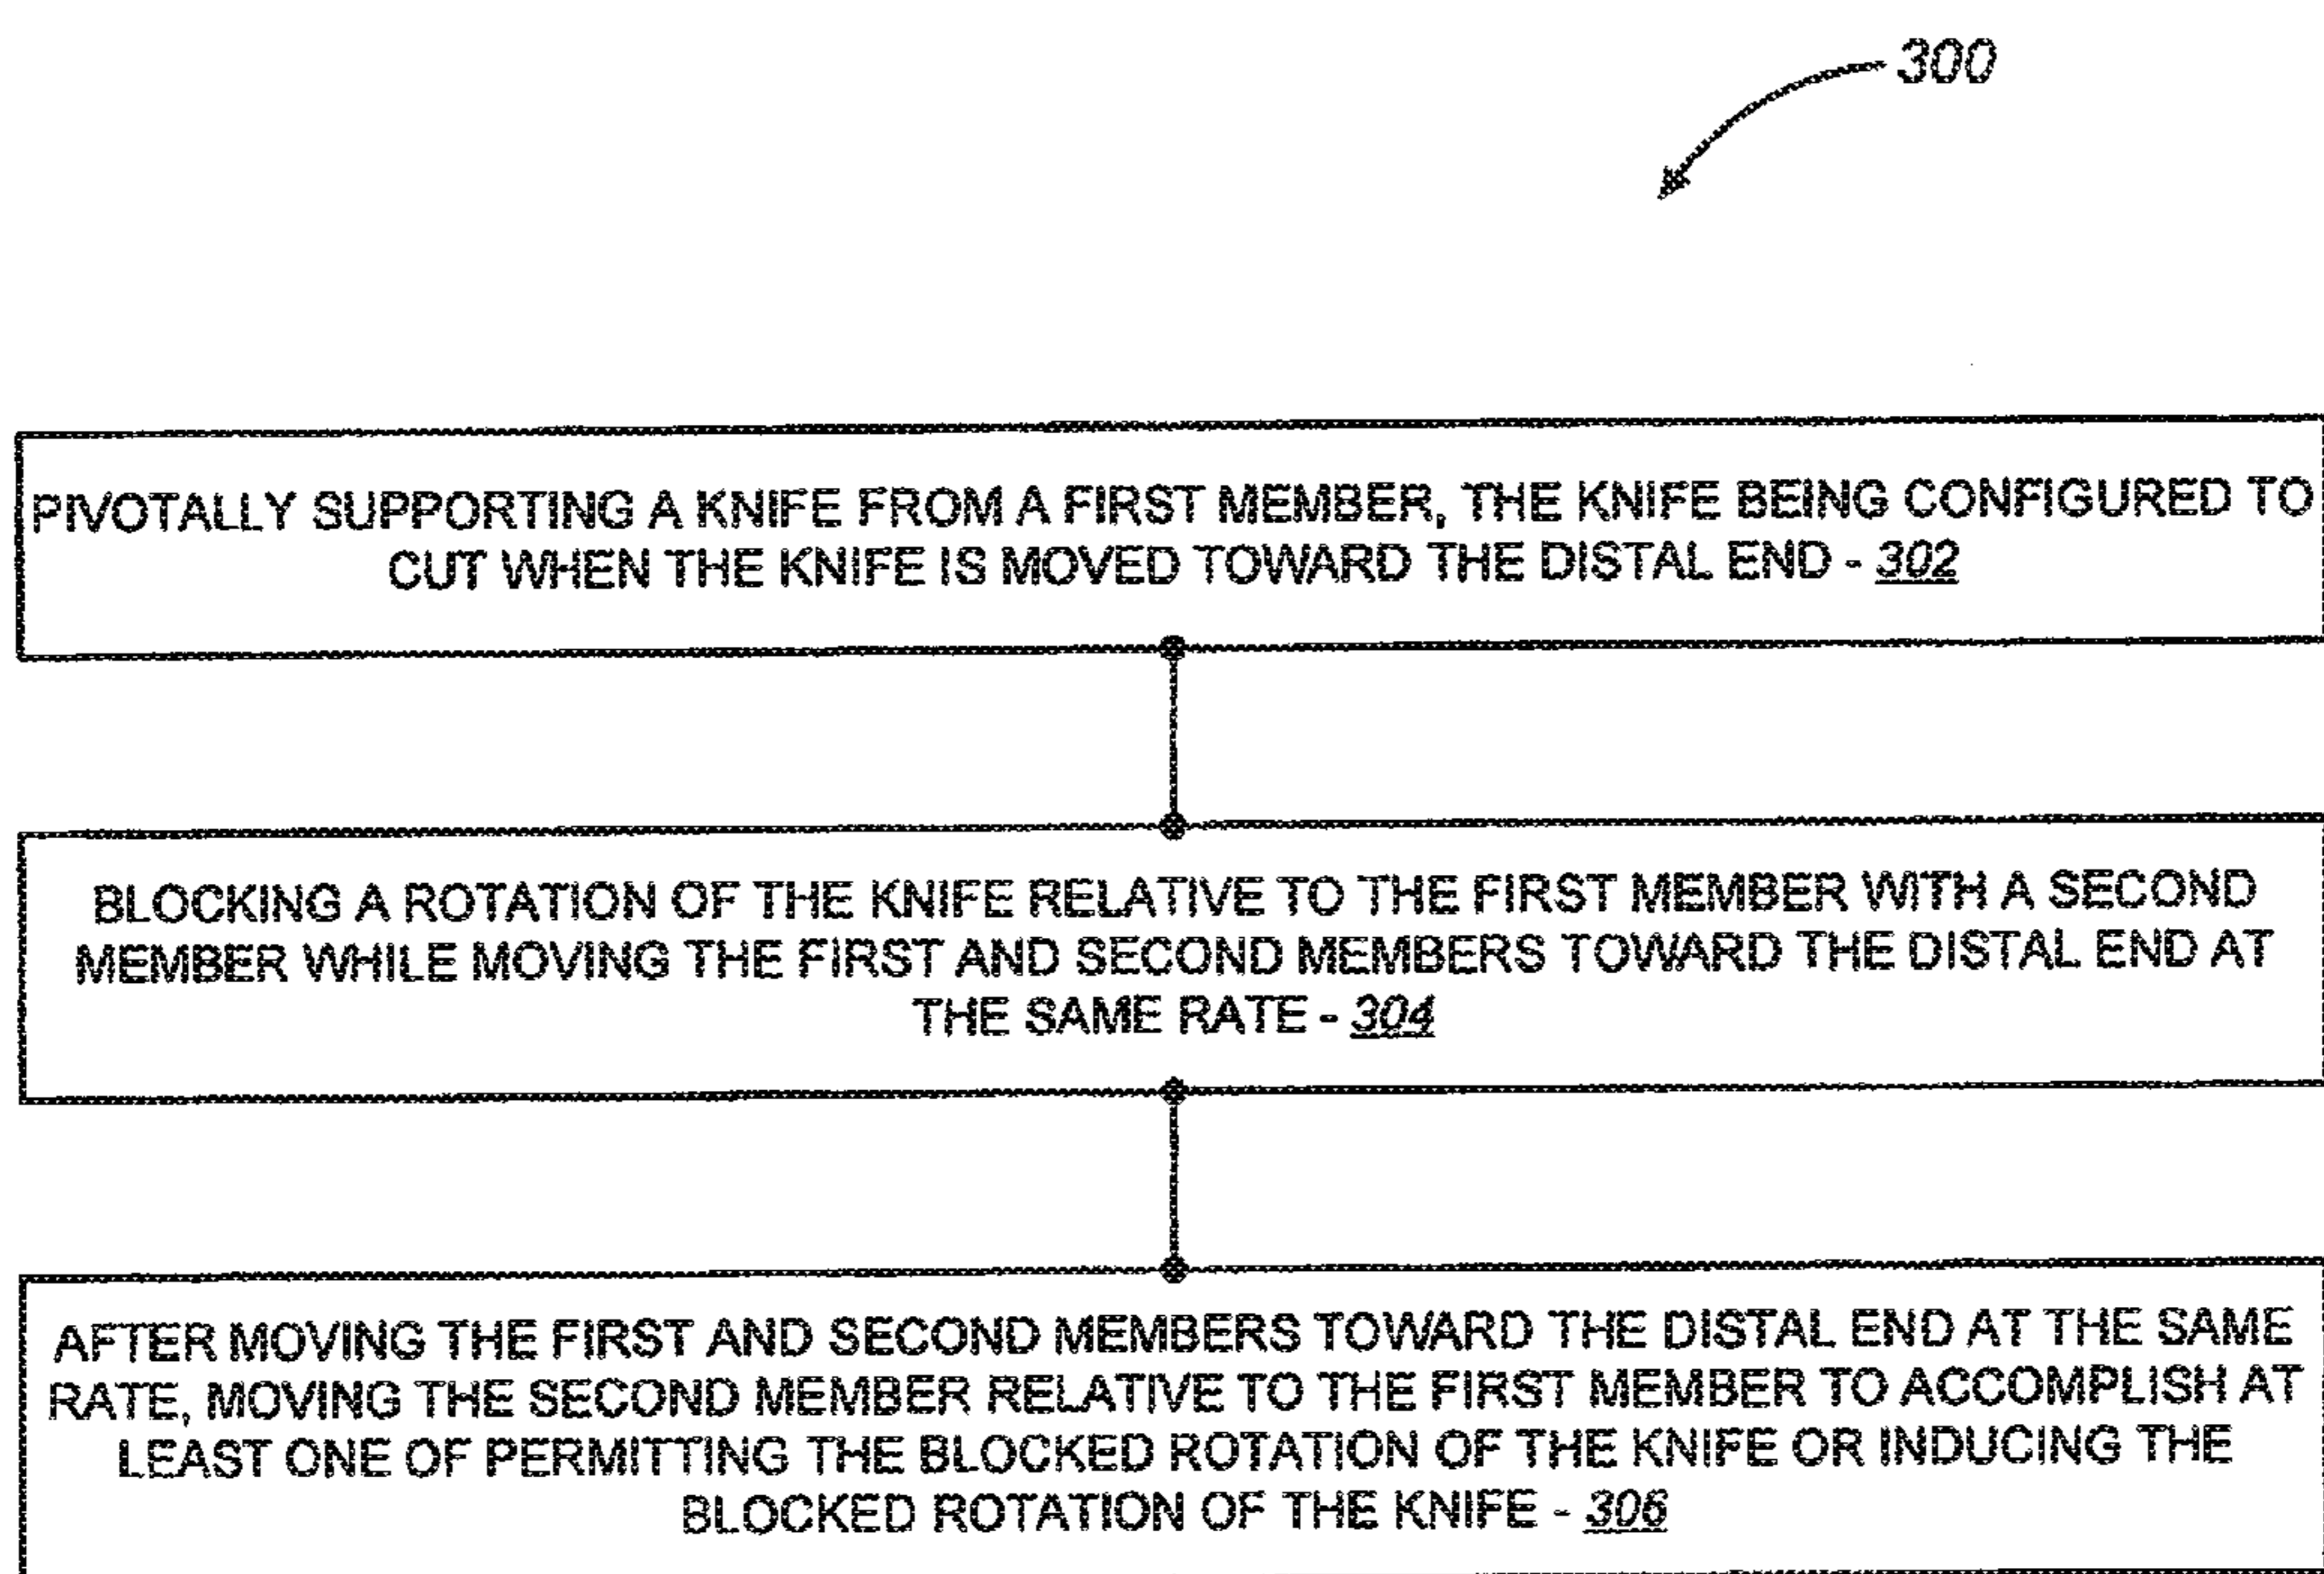 300
PIVOTALLY SUPPORTING A KNIFE FROM A FIRST MEMBER, THE KNIFE BEING CONFIGURED TO
CUT WHEN THE KNIFE IS MOVED TOWARD THE DISTAL END - 302
BLOCKING A ROTATION OF THE KNIFE RELATIVE TO THE FIRST MEMBER WITH A SECOND
MEMBER WHILE MOVING THE FIRST AND SECOND MEMBERS TOWARD THE DISTAL END AT
THE SAME RATE - 304
AFTER MOVING THE FIRST AND SECOND MEMBERS TOWARD THE DISTAL END AT THE SAME
RATE, MOVING THE SECOND MEMBER RELATIVE TO THE FIRST MEMBER TO ACCOMPLISH AT
LEAST ONE OF PERMITTING THE BLOCKED ROTATION OF THE KNIFE OR INDUCING THE
BLOCKED ROTATION OF THE KNIFE - 306